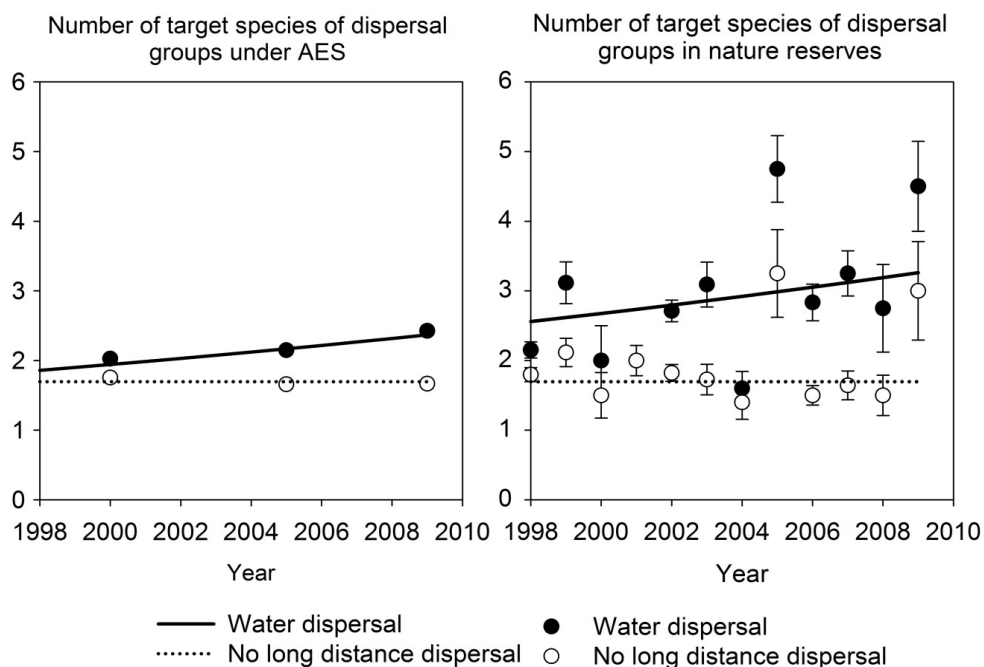 Number of target species of dispersal
groups under AES
6
5
4
3
2
1
0
1998 2000 2002 2004 2006 2008 2010
Year
Number of target species of dispersal
groups in nature reserves
6
5
4
3
2
1
0
1998 2000 2002 2004 2006 2008 2010
Year
Water dispersal
No long distance dispersal
Water dispersal
No long distance dispersal